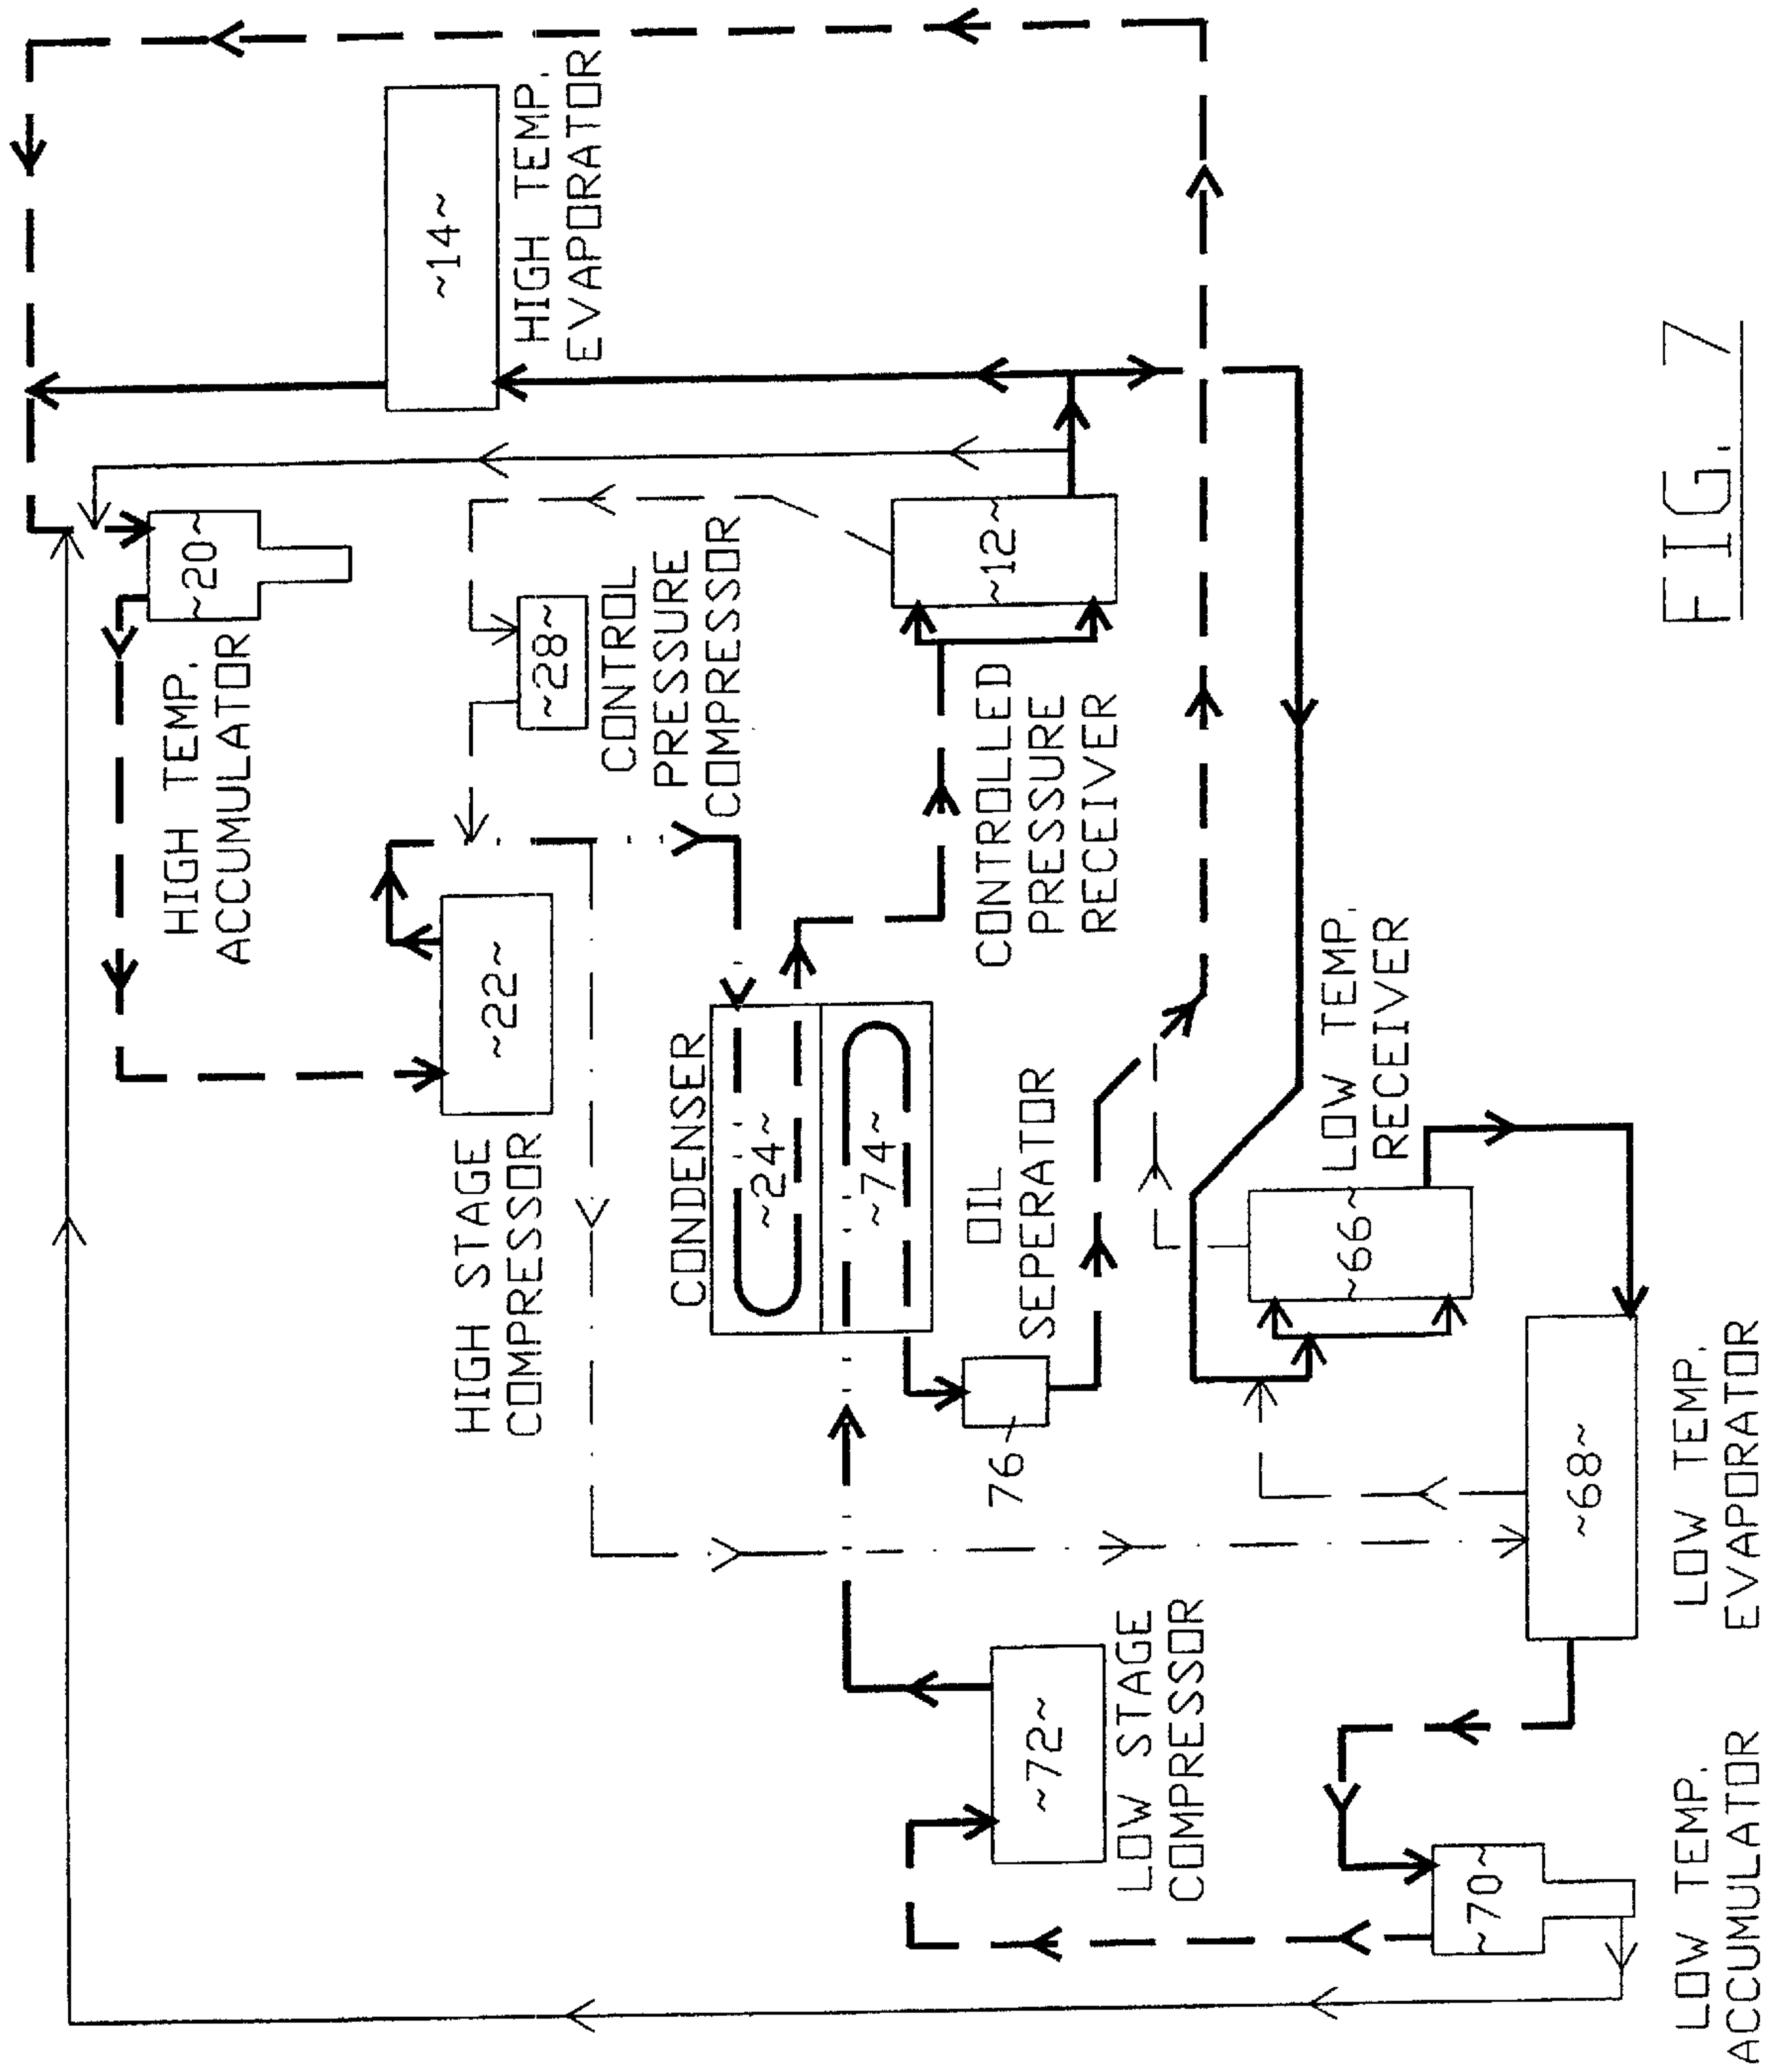 ~14~
HIGH TEMP.
EVAPORATOR
~20~
HIGH TEMP.
ACCUMULATOR
~28~
CONTROL
PRESSURE
COMPRESSOR
~12~
CONTROLLED
PRESSURE
RECEIVER
~22~
HIGH STAGE
COMPRESSOR
CONDENSER
~24~
~74~
OIL
SEPERATOR
76
LOW TEMP.
RECEIVER
~66~
~72~
LOW STAGE
COMPRESSOR
~68~
LOW TEMP.
EVAPORATOR
~70~
LOW TEMP.
ACCUMULATOR
FIG. 7